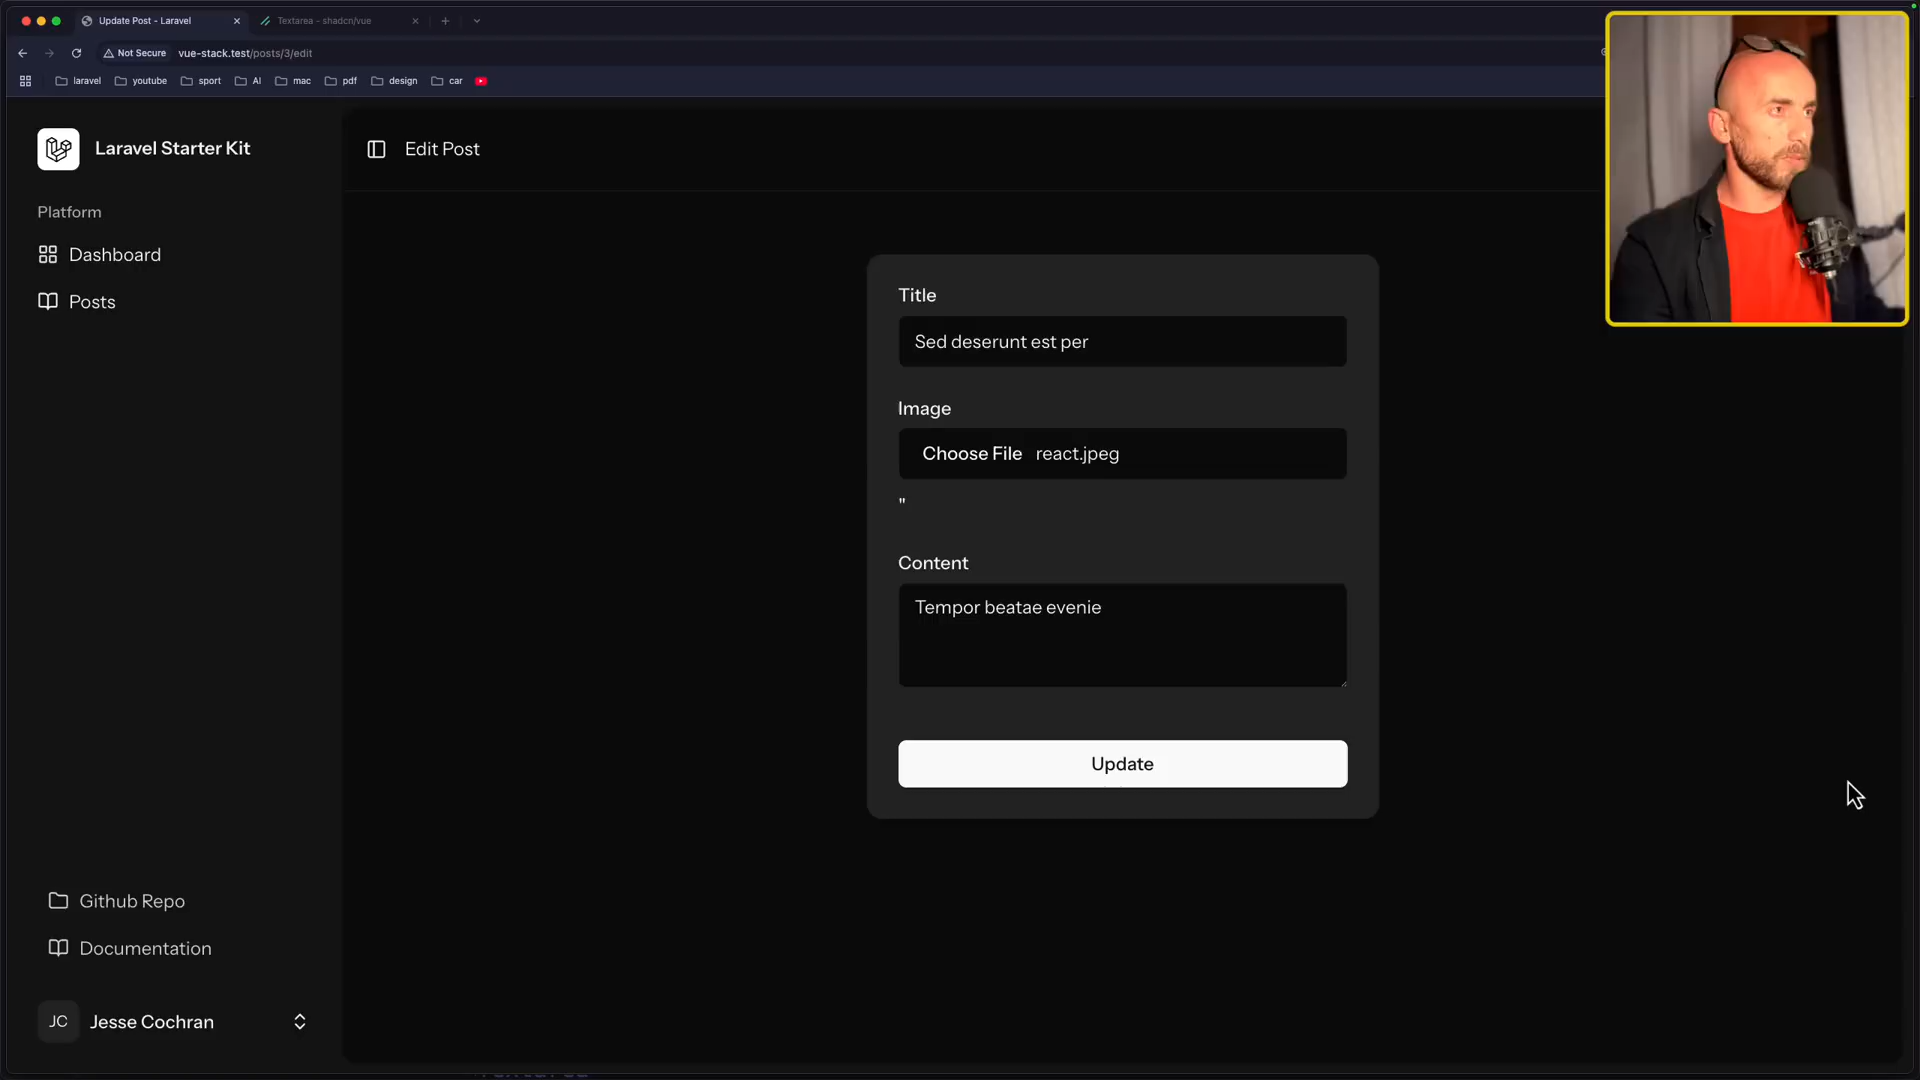 Update Post - Laravel
Textarea - shadcn/vue
Not Secure
vue-stack.test/posts/3/edit
laravel
youtube
sport
AI
mac
pdf
design
car
Laravel Starter Kit
Edit Post
Platform
Dashboard
Posts
Title
Sed deserunt est per
Image
Choose File react.jpeg
"
Content
Tempor beatae evenie
Update
Github Repo
Documentation
JC
Jesse Cochran